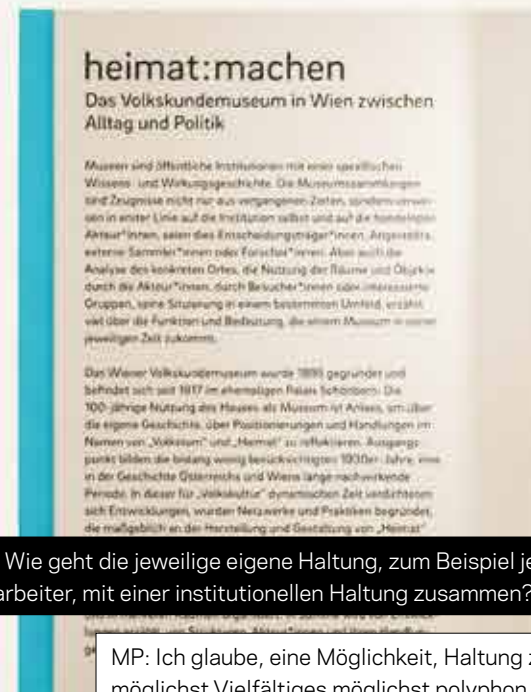 heimat:machen
Das Volkskundemuseum in Wien zwischen
Alltag und Politik
Museen sind öffentliche Institutionen mit einer spezifischen
Wissens- und Wirkungsgeschichte. Die Museumssammlungen
sind Zeugnisse nicht nur aus vergangenen Zeiten, sondern verwei-
sen in erster Linie auf die Institution selbst und auf die handelnden
Akteur*innen, seien dies Entscheidungsträger*innen, Angestellte,
externe Sammler*innen oder Forscher*innen. Aber auch die
Analyse des konkreten Ortes, die Nutzung der Räume und Objekte
durch die Akteur*innen, durch Besucher*innen oder interessierte
Gruppen, seine Situierung in einem bestimmten Umfeld, erzählt
viel über die Funktion und Bedeutung, die einem Museum in seiner
jeweiligen Zeit zukommt.
Das Wiener Volkskundemuseum wurde 1895 gegründet und
befindet sich seit 1917 im ehemaligen Palais Schönborn. Die
100-jährige Nutzung des Hauses als Museum ist Anlass, um über
die eigene Geschichte, über Positionierungen und Handlungen im
Namen von „Volkstum“ und „Heimat“ zu reflektieren. Ausgangs-
punkt bilden die bislang wenig berücksichtigten 1930er-Jahre, eine
in der Geschichte Österreichs und Wiens lange nachwirkende
Periode. In dieser für „Volkskultur“ dynamischen Zeit verdichteten
sich Entwicklungen, wurden Netzwerke und Praktiken begründet,
die maßgeblich an der Herstellung und Gestaltung von „Heimat“
Wie geht die jeweilige eigene Haltung, zum Beispiel je
arbeiter, mit einer institutionellen Haltung zusammen?
MP: Ich glaube, eine Möglichkeit, Haltung z
möglichst Vielfältiges möglichst polyphon